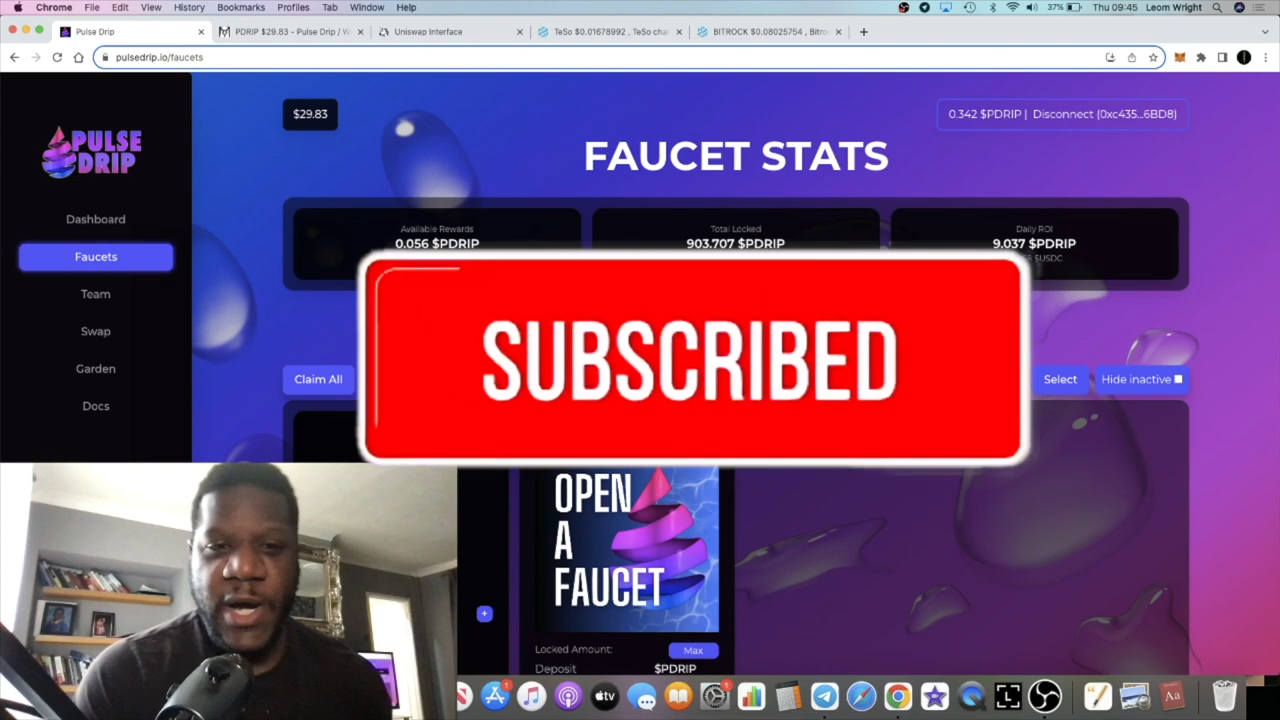 Chrome File Edit View History Bookmarks Profiles Tab Window Help 37% Thu 09:45 Leom Wright
Pulse Drip
PDRIP $29.83 - Pulse Drip / W
Uniswap Interface
TeSo $0.01678992 , TeSo cha
BITROCK $0.08025754 , Bitro
pulsedrip.io/faucets
PULSE
DRIP
Dashboard
Faucets
Team
Swap
Garden
Docs
$29.83
0.342 $PDRIP | Disconnect (0xc435...6BD8)
FAUCET STATS
Available Rewards
0.056 $PDRIP
Total Locked
903.707 $PDRIP
Daily ROI
9.037 $PDRIP
$USDC
SUBSCRIBED
Claim All
Select
Hide inactive
OPEN
A
FAUCET
+
Locked Amount:
Max
Deposit
$PDRIP
tv
Aa